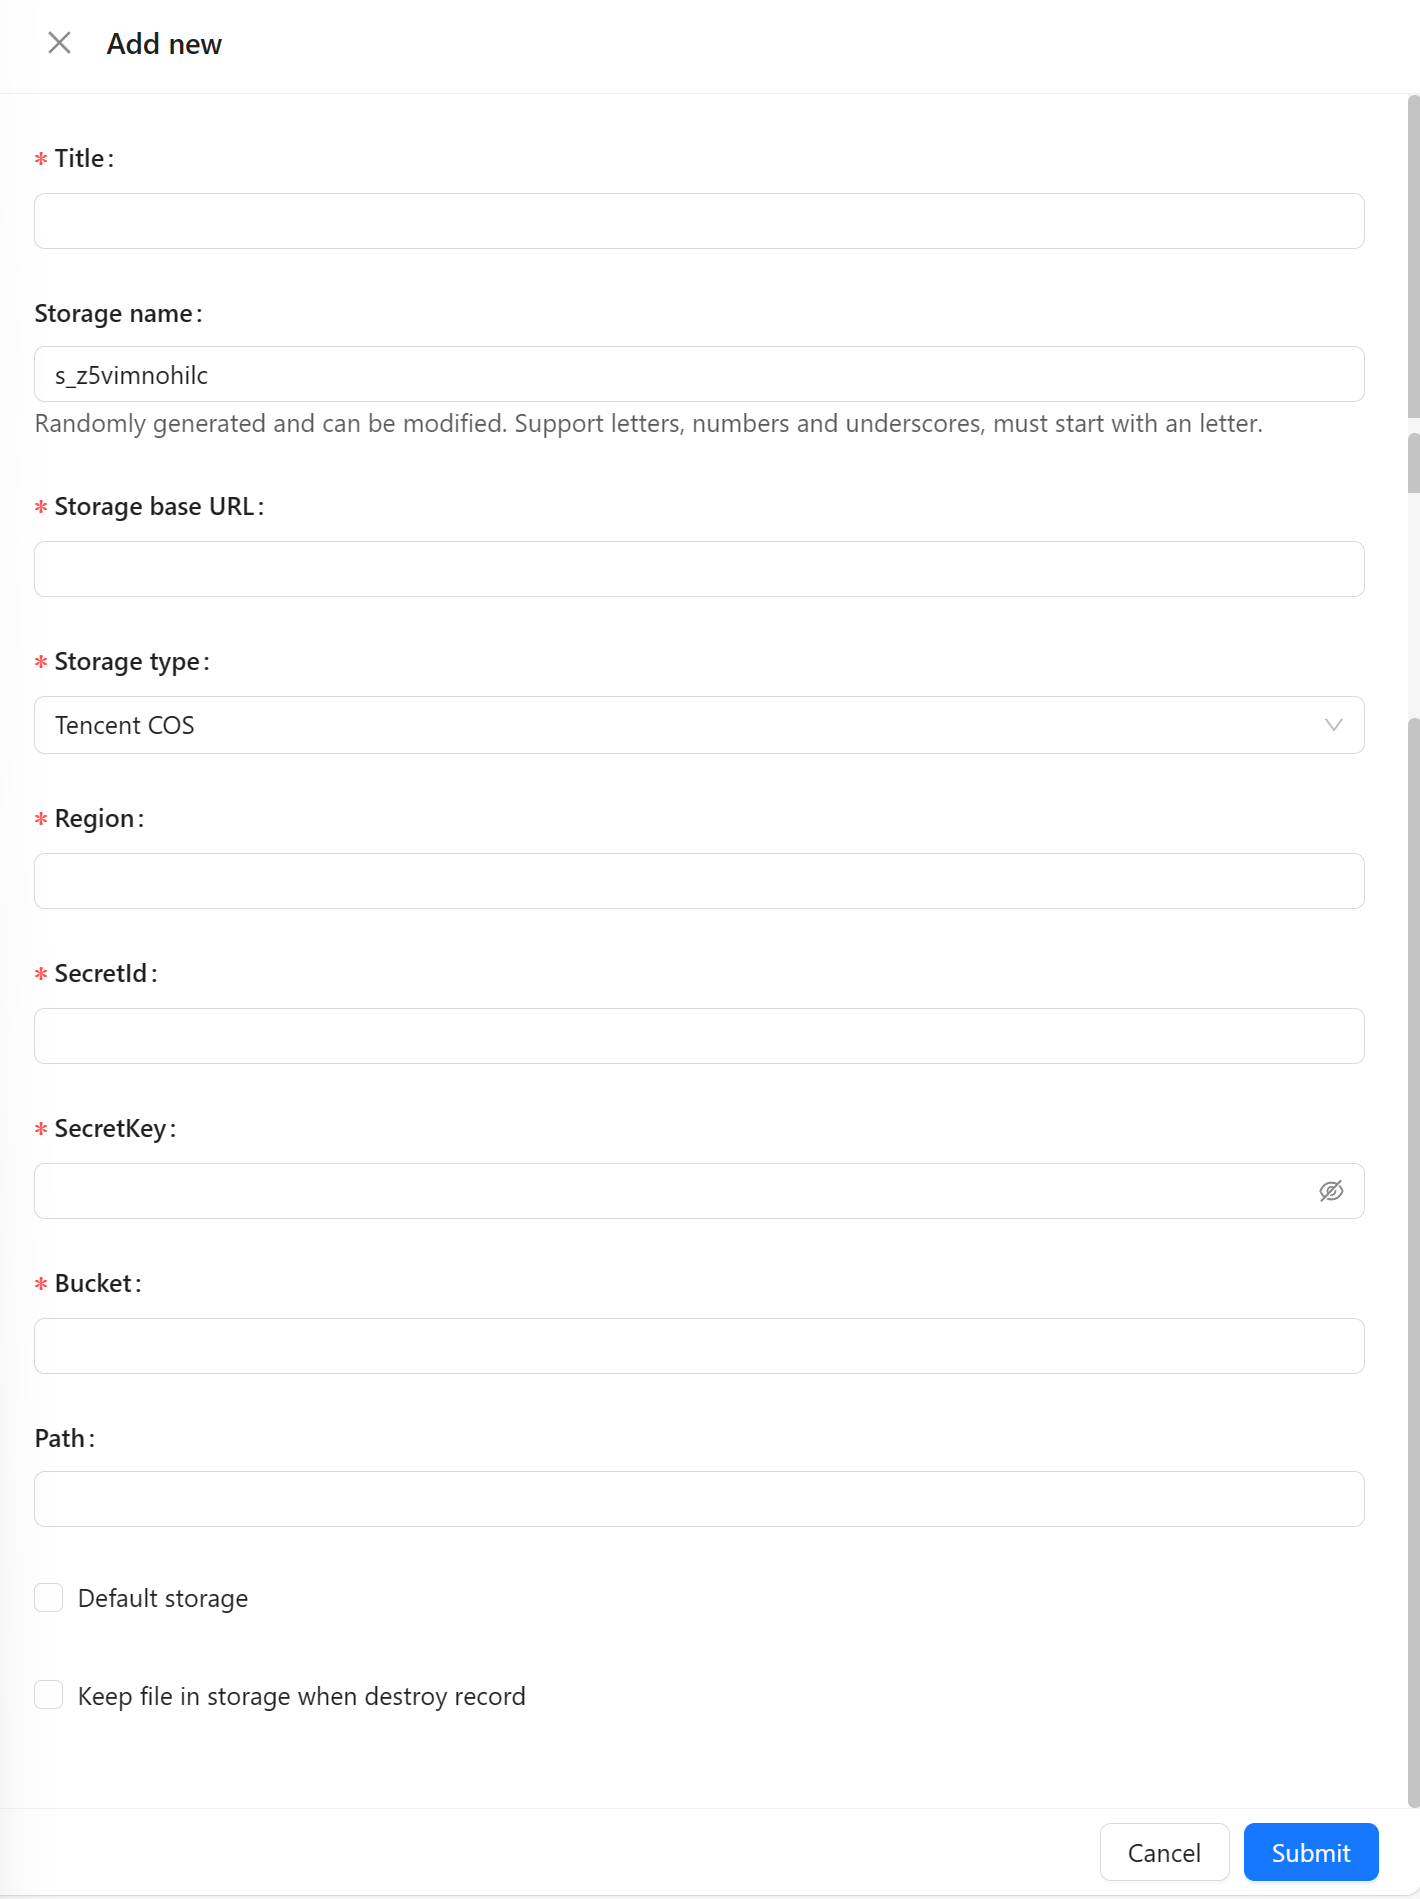 Add new
* Title:
Storage name:
s_z5vimnohilc
Randomly generated and can be modified. Support letters, numbers and underscores, must start with an letter.
* Storage base URL:
* Storage type:
Tencent COS
* Region:
* SecretId:
* SecretKey:
* Bucket:
Path:
Default storage
Keep file in storage when destroy record
Cancel
Submit